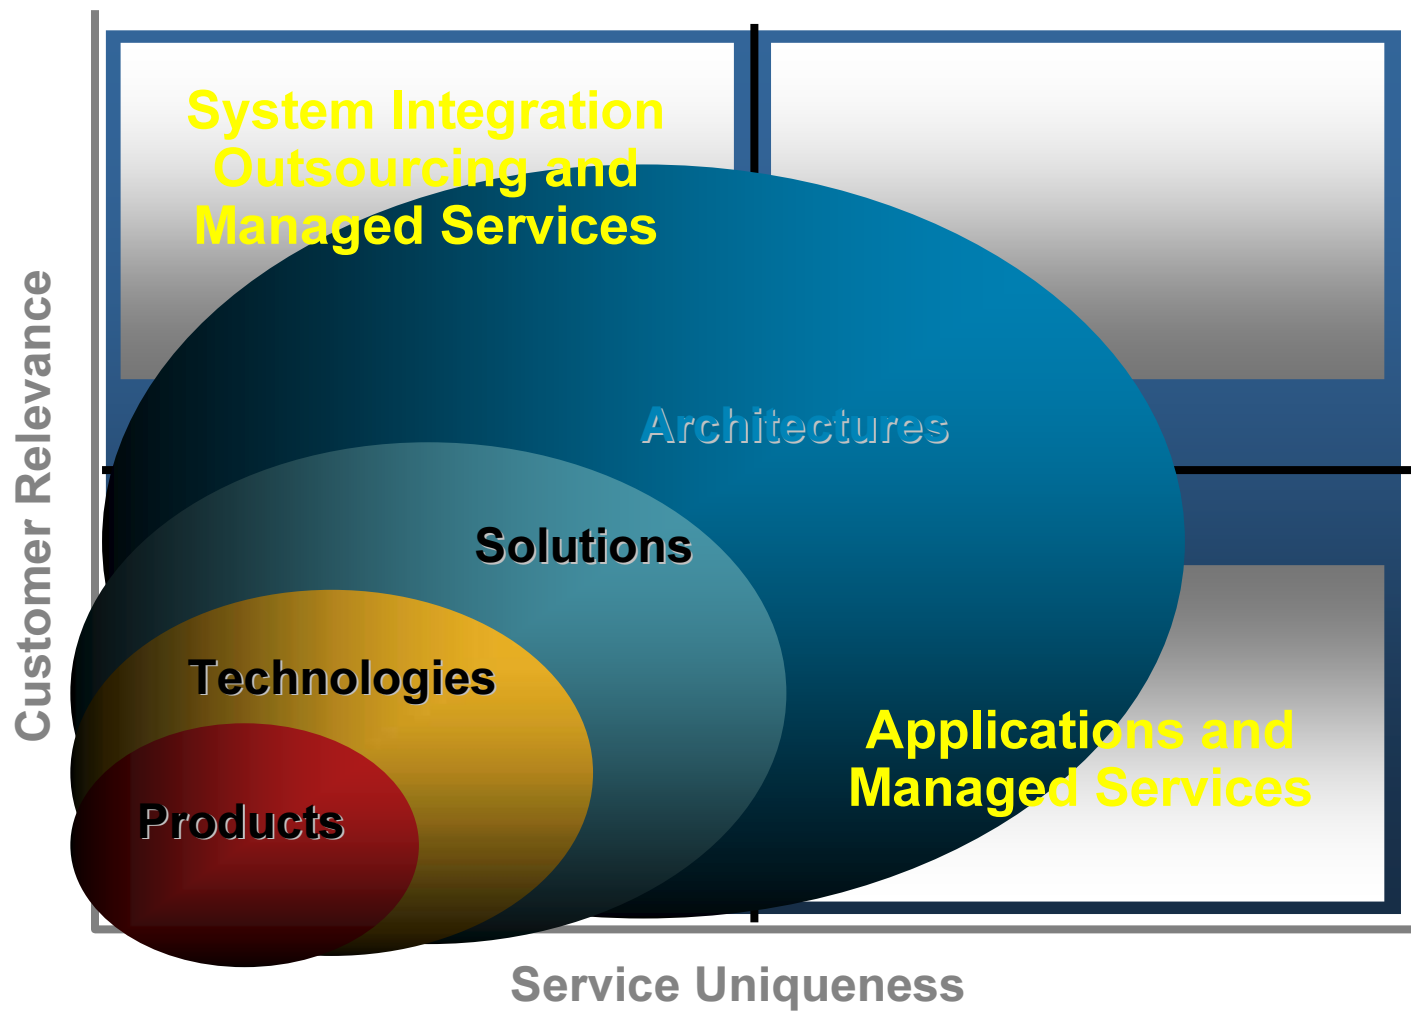 System Integration
Outsourcing and
Managed Services
Customer Relevance
Architectures
Solutions
Technologies
Applications and
Managed Services
Products
Service Uniqueness